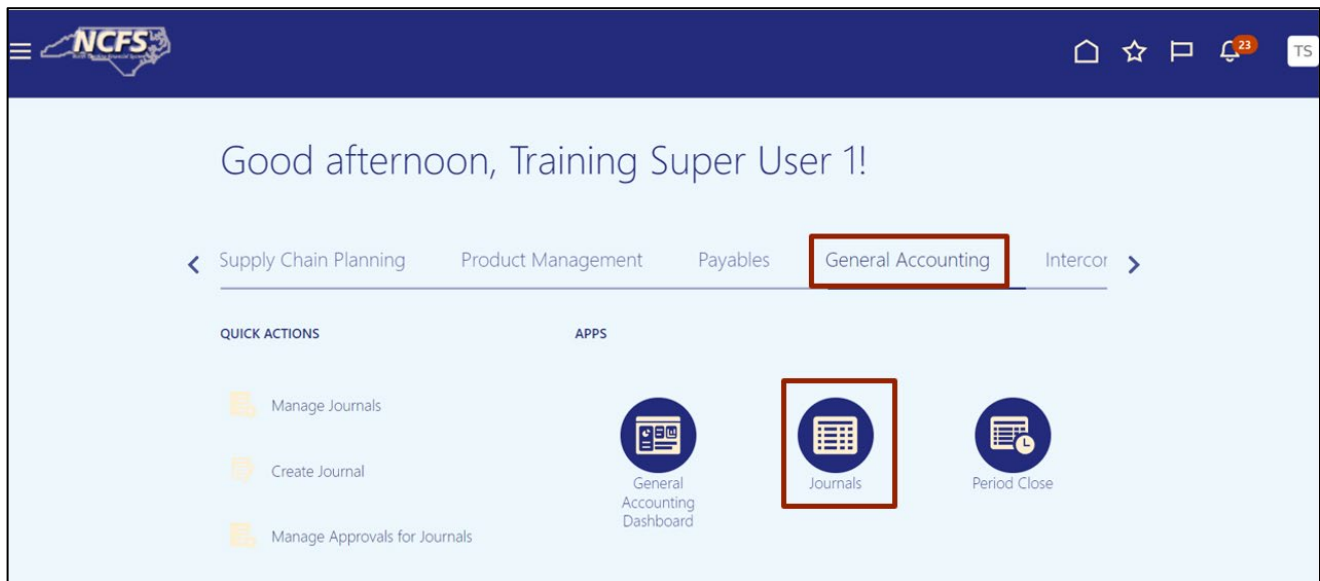 NCFS
23
TS
Good afternoon, Training Super User 1!
Supply Chain Planning Product Management Payables General Accounting Intercor
QUICK ACTIONS APPS
Manage Journals
Create Journal
Manage Approvals for Journals
General
Accounting
Dashboard
Journals
Period Close